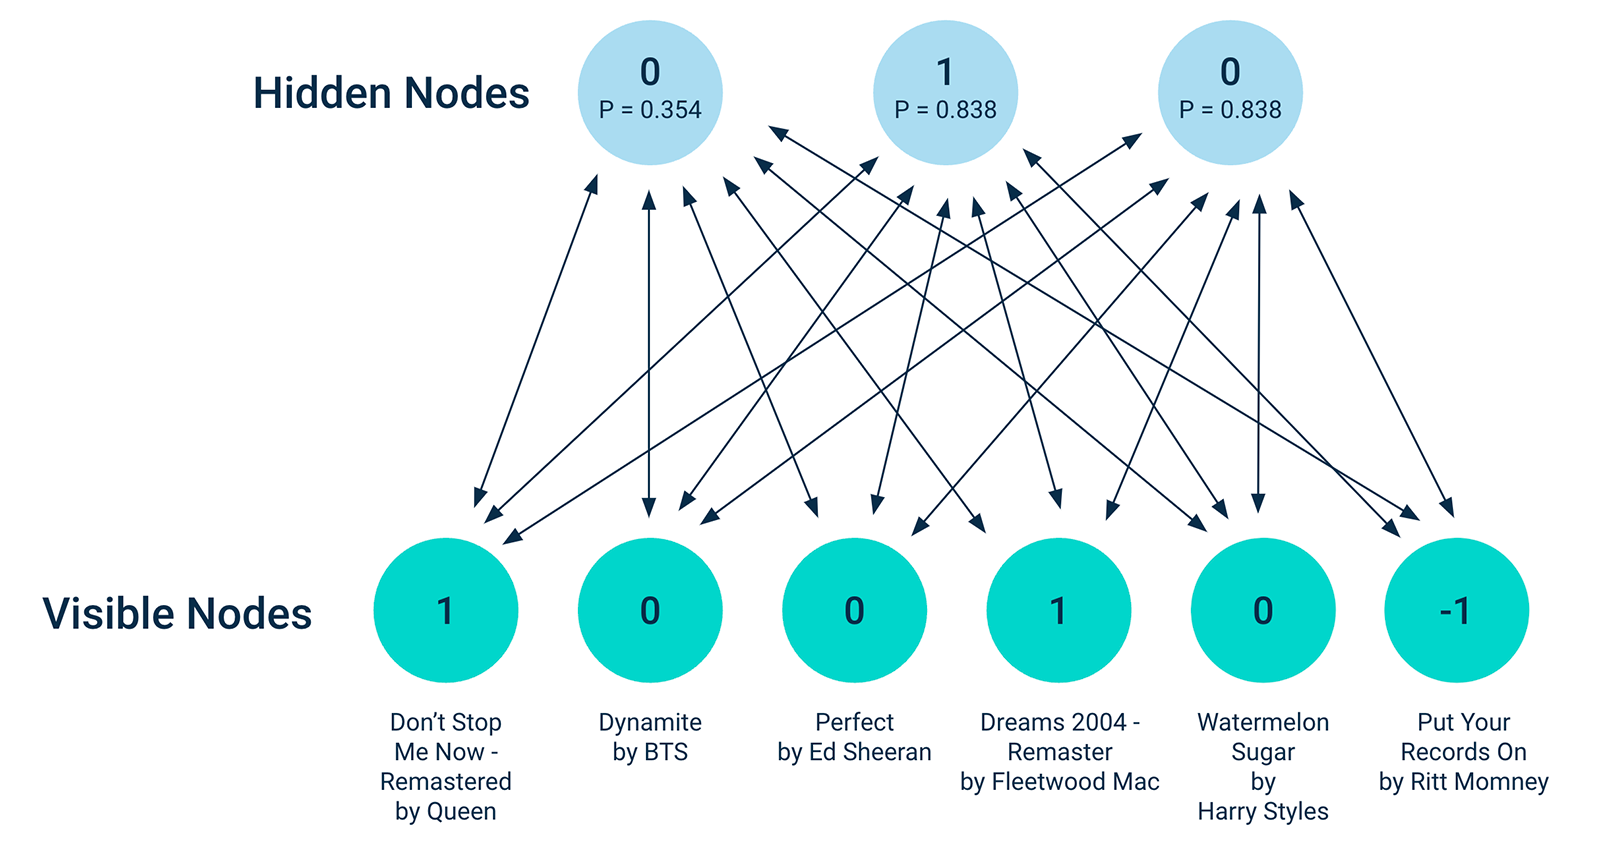 Hidden Nodes
0
P = 0.354
1
P = 0.838
0
P = 0.838
Visible Nodes
1
0
0
1
0
-1
Don’t Stop
Me Now -
Remastered
by Queen
Dynamite
by BTS
Perfect
by Ed Sheeran
Dreams 2004 -
Remaster
by Fleetwood Mac
Watermelon
Sugar
by
Harry Styles
Put Your
Records On
by Ritt Momney